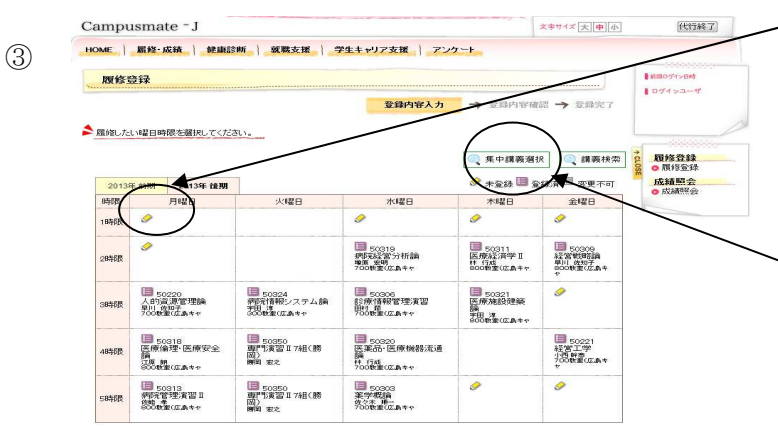 Campusmate-J
文字サイズ 大 中 小
代行終了
③
HOME 履修・成績 健康診断 就職支援 学生キャリア支援 アンケート
履修登録
前回ログイン日時
ログインユーザ
登録内容入力 → 登録内容確認 → 登録完了
履修したい曜日時限を選択してください。
集中講義選択 講義検索
CLOSE
履修登録
履修登録
成績照会
成績照会
未登録 登録済 変更不可
2013年前期 2013年 後期
時限 月曜日 火曜日 水曜日 木曜日 金曜日
1時限
2時限
50319
病院経営分析論
700教室(広島キャ
50311
医療経済学Ⅱ
林 行成
800教室(広島キャ
50309
経営戦略論
早川 佐知子
800教室(広島キャ
3時限
50220
人的資源管理論
早川 佐知子
700教室(広島キャ
50324
病院情報システム論
宇田 淳
300教室(広島キャ
50306
診療情報管理演習
700教室(広島キャ
50321
医療施設建築論
宇田 淳
800教室(広島キャ
4時限
50318
医療倫理・医療安全論
江原 朗
800教室(広島キャ
50350
専門演習Ⅱ 7組(勝岡)
勝岡 宏之
50320
医薬品・医療機器流通論
林 行成
700教室(広島キャ
50221
経営工学
小西 幹彦
700教室(広島キャ
5時限
50313
病院管理演習Ⅱ
800教室(広島キャ
50350
専門演習Ⅱ 7組(勝岡)
勝岡 宏之
50303
薬学概論
佐々木 順一
700教室(広島キャ